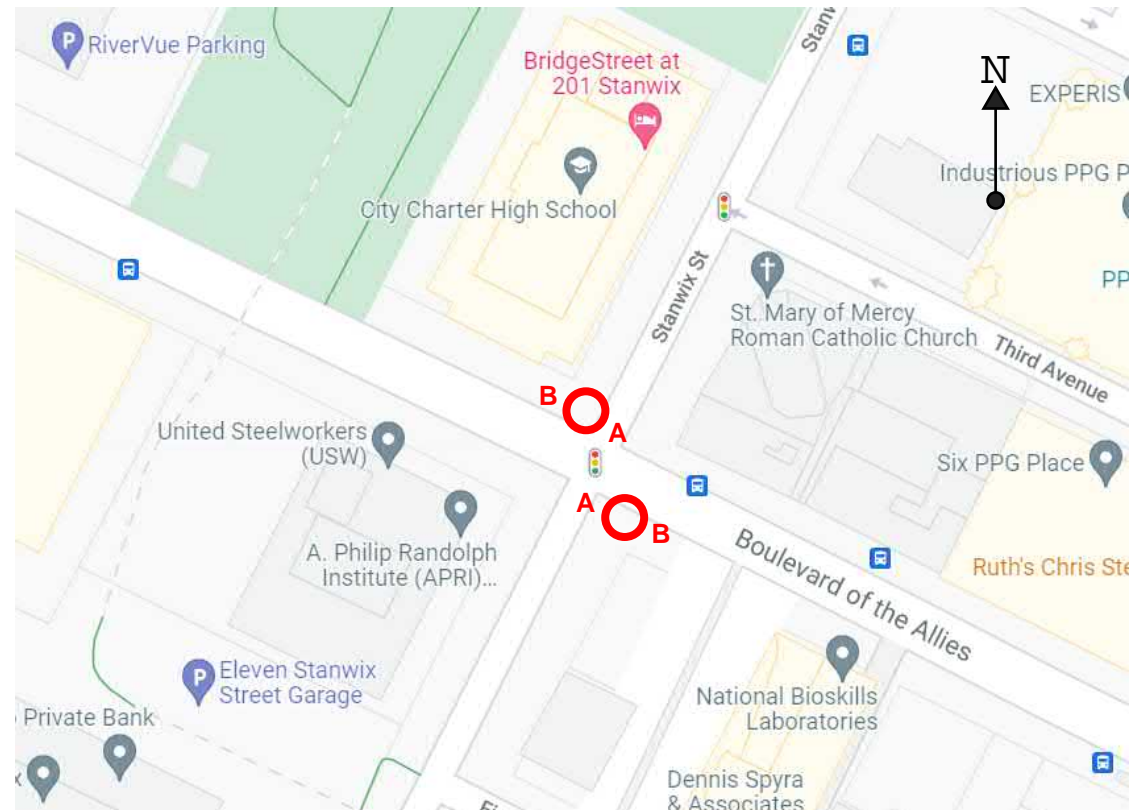 RiverVue Parking
BridgeStreet at
201 Stanwix
N
EXPERIS
Industrious PPG P
City Charter High School
Stanwix St
St. Mary of Mercy
Roman Catholic Church
Third Avenue
PP
B
A
United Steelworkers
(USW)
Six PPG Place
A
B
A. Philip Randolph
Institute (APRI)...
Boulevard of the Allies
Ruth's Chris Ste
Eleven Stanwix
Street Garage
National Bioskills
Laboratories
Private Bank
Dennis Spyra
& Associates
P
P
Stanw